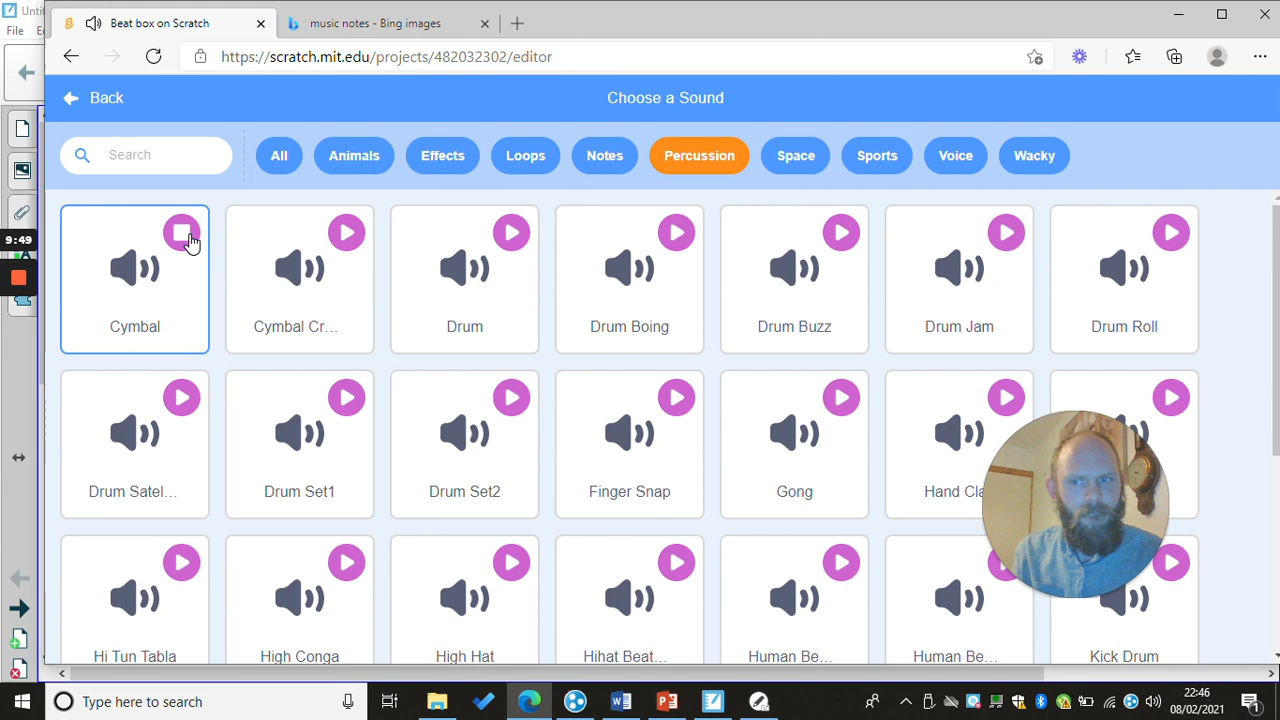 Untit
Beat box on Scratch
music notes - Bing images
File
https://scratch.mit.edu/projects/482032302/editor
Back
Choose a Sound
Search
All
Animals
Effects
Loops
Notes
Percussion
Space
Sports
Voice
Wacky
9:49
Cymbal
Cymbal Cr...
Drum
Drum Boing
Drum Buzz
Drum Jam
Drum Roll
Drum Satel...
Drum Set1
Drum Set2
Finger Snap
Gong
Hand Cla
Hi Tun Tabla
High Conga
High Hat
Hihat Beat...
Human Be...
Human Be...
Kick Drum
Type here to search
22:46
08/02/2021
1